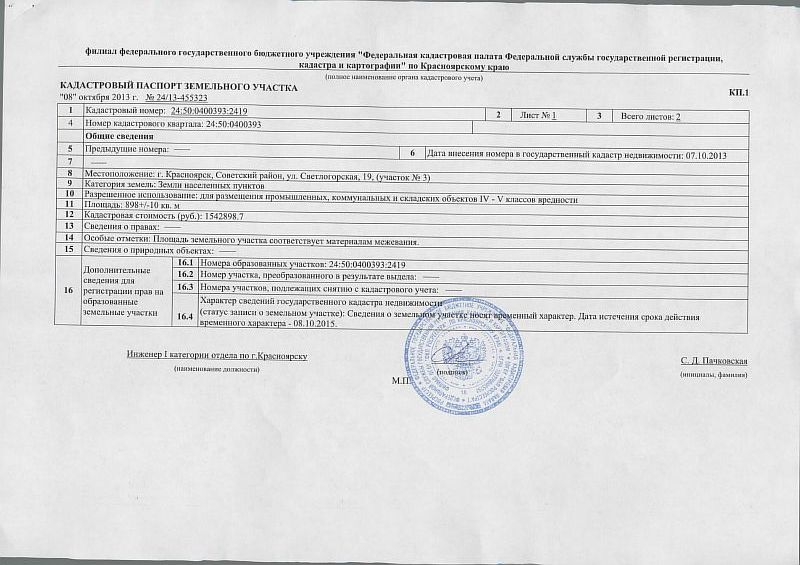 филиал федерального государственного бюджетного учреждения "Федеральная кадастровая палата Федеральной службы государственной регистрации,
кадастра и картографии" по Красноярскому краю
(полное наименование органа кадастрового учета)
КАДАСТРОВЫЙ ПАСПОРТ ЗЕМЕЛЬНОГО УЧАСТКА
КП.1
"08" октября 2013 г. № 24/13-455323
1 Кадастровый номер: 24:50:0400393:2419 2 Лист № 1 3 Всего листов: 2
4 Номер кадастрового квартала: 24:50:0400393
Общие сведения
5 Предыдущие номера: —— 6 Дата внесения номера в государственный кадастр недвижимости: 07.10.2013
7 ——
8 Местоположение: г. Красноярск, Советский район, ул. Светлогорская, 19, (участок № 3)
9 Категория земель: Земли населенных пунктов
10 Разрешенное использование: для размещения промышленных, коммунальных и складских объектов IV - V классов вредности
11 Площадь: 898+/-10 кв. м
12 Кадастровая стоимость (руб.): 1542898.7
13 Сведения о правах: ——
14 Особые отметки: Площадь земельного участка соответствует материалам межевания.
15 Сведения о природных объектах: ——
16 Дополнительные сведения для регистрации прав на образованные земельные участки
16.1 Номера образованных участков: 24:50:0400393:2419
16.2 Номер участка, преобразованного в результате выдела: ——
16.3 Номера участков, подлежащих снятию с кадастрового учета: ——
16.4 Характер сведений государственного кадастра недвижимости
(статус записи о земельном участке): Сведения о земельном участке носят временный характер. Дата истечения срока действия
временного характера - 08.10.2015.
Инженер I категории отдела по г.Красноярску
С. Д. Пачковская
(наименование должности)
(подпись)
(инициалы, фамилия)
М.П.